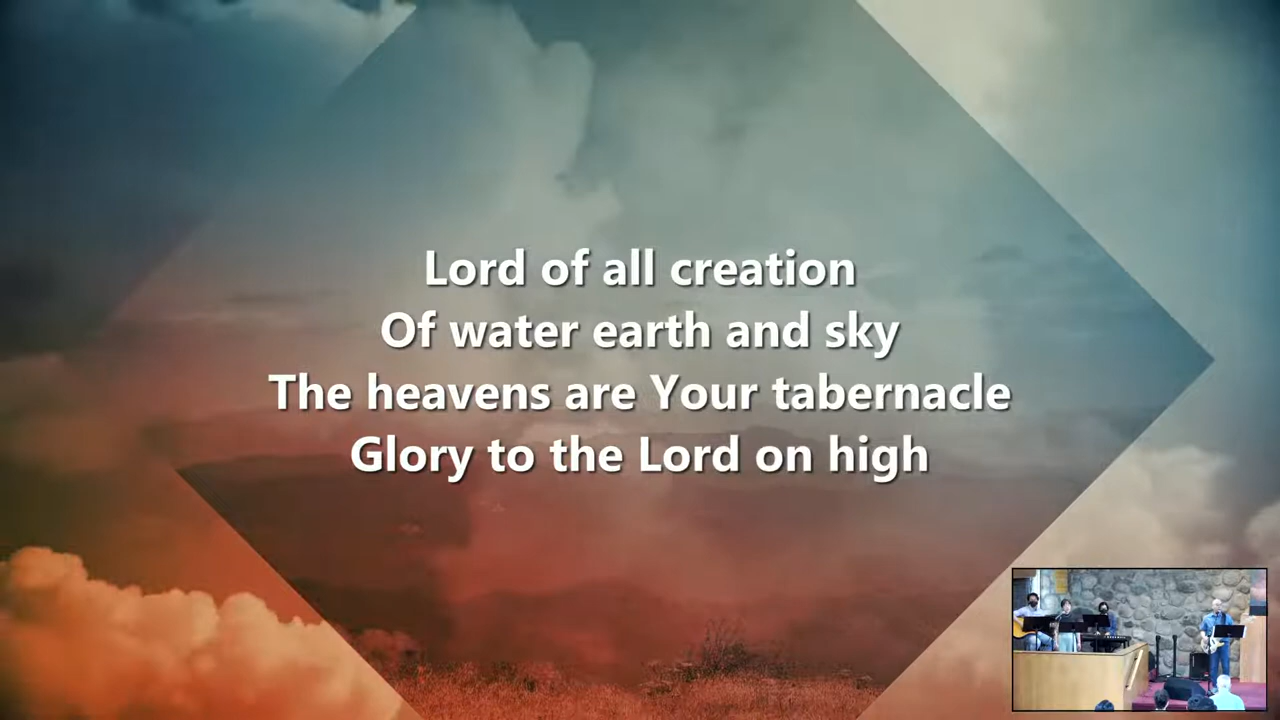 Lord of all creation
Of water earth and sky
The heavens are Your tabernacle
Glory to the Lord on high